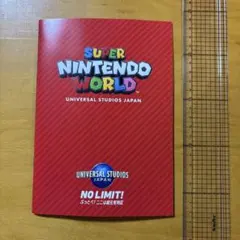 SUPER
NINTENDO
WORLD
UNIVERSAL STUDIOS JAPAN
UNIVERSAL STUDIOS
JAPAN
NO LIMIT!